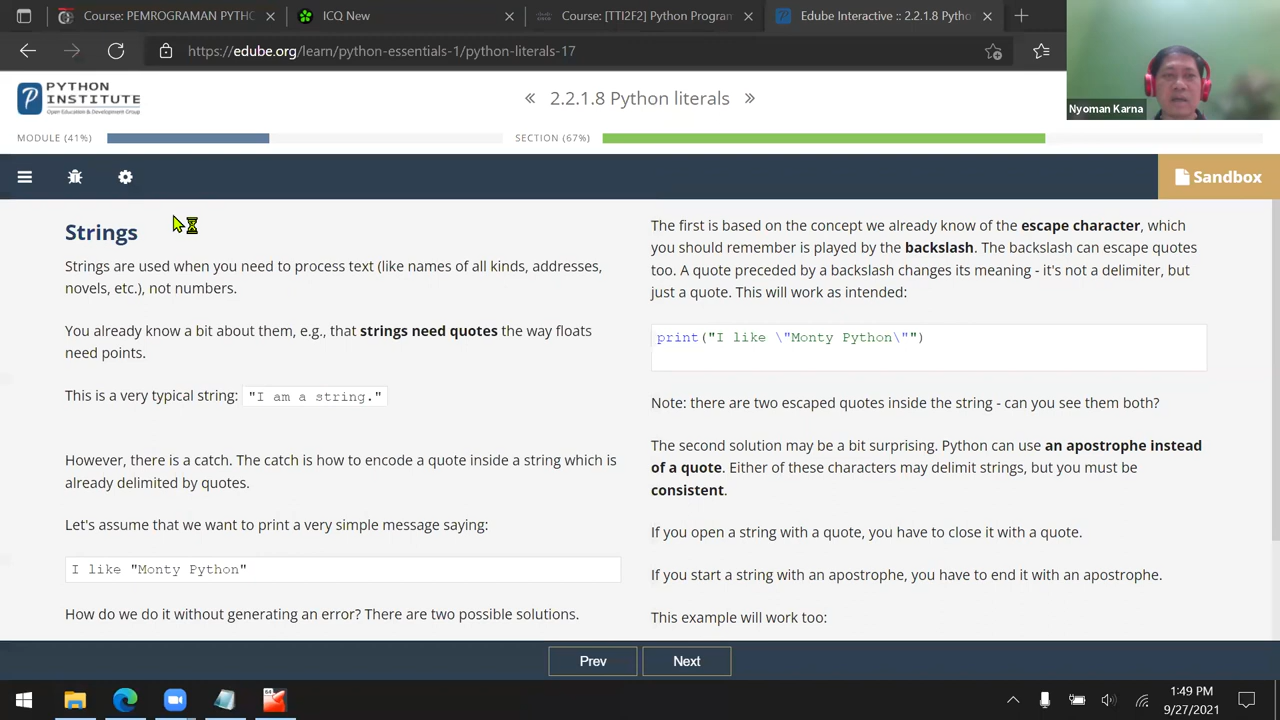 Course: PEMROGRAMAN PYTHO
ICQ New
Course: [TTI2F2] Python Program
Edube Interactive :: 2.2.1.8 Pytho
https://edube.org/learn/python-essentials-1/python-literals-17
Nyoman Karna
PYTHON
INSTITUTE
Open Education & Development Group
2.2.1.8 Python literals
MODULE (41%)
SECTION (67%)
Sandbox
Strings
Strings are used when you need to process text (like names of all kinds, addresses,
novels, etc.), not numbers.
You already know a bit about them, e.g., that strings need quotes the way floats
need points.
This is a very typical string: "I am a string."
However, there is a catch. The catch is how to encode a quote inside a string which is
already delimited by quotes.
Let's assume that we want to print a very simple message saying:
I like "Monty Python"
How do we do it without generating an error? There are two possible solutions.
The first is based on the concept we already know of the escape character, which
you should remember is played by the backslash. The backslash can escape quotes
too. A quote preceded by a backslash changes its meaning - it's not a delimiter, but
just a quote. This will work as intended:
print("I like \"Monty Python\"")
Note: there are two escaped quotes inside the string - can you see them both?
The second solution may be a bit surprising. Python can use an apostrophe instead
of a quote. Either of these characters may delimit strings, but you must be
consistent.
If you open a string with a quote, you have to close it with a quote.
If you start a string with an apostrophe, you have to end it with an apostrophe.
This example will work too:
Prev
Next
1:49 PM
9/27/2021